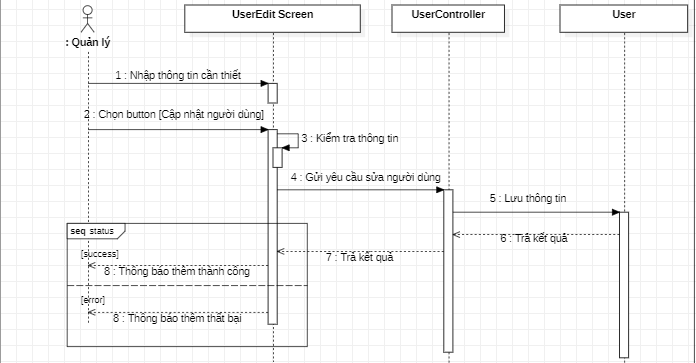 UserEdit Screen
UserController
User
: Quản lý
1 : Nhập thông tin cần thiết
2 : Chọn button [Cập nhật người dùng]
3 : Kiểm tra thông tin
4 : Gửi yêu cầu sửa người dùng
5 : Lưu thông tin
6 : Trả kết quả
7 : Trả kết quả
seq status
[success]
8 : Thông báo thêm thành công
[error]
8 : Thông báo thêm thất bại